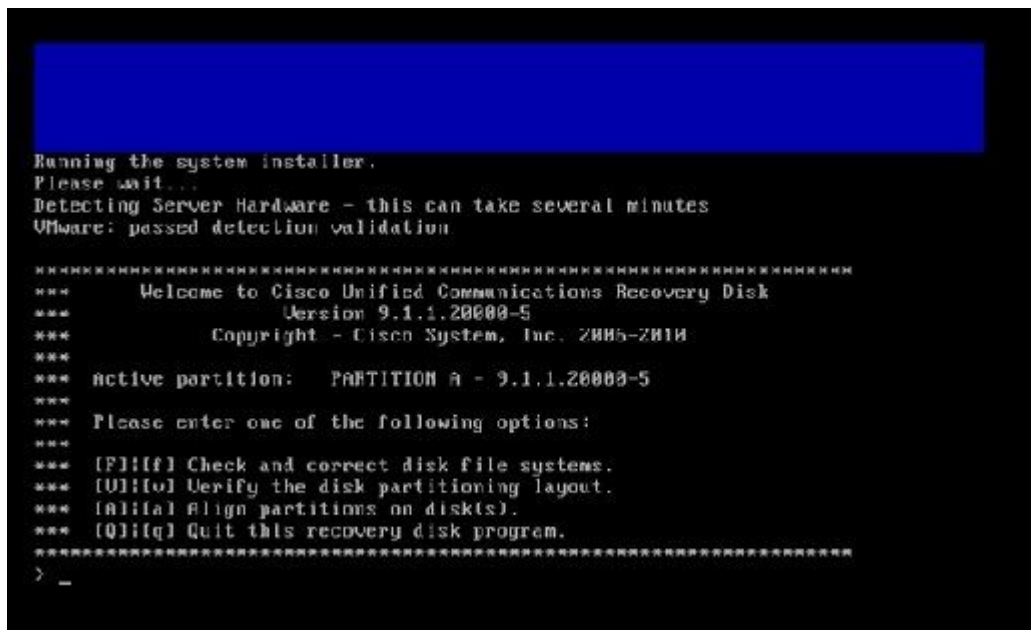 Running the system installer.
Please wait...
Detecting Server Hardware - this can take several minutes
VMware: passed detection validation
********************************************************************
*** Welcome to Cisco Unified Communications Recovery Disk
*** Version 9.1.1.20000-5
*** Copyright - Cisco System, Inc. 2006-2010
***
*** Active partition: PARTITION A - 9.1.1.20000-5
***
*** Please enter one of the following options:
***
*** [F]:[f] Check and correct disk file systems.
*** [V]:[v] Verify the disk partitioning layout.
*** [A]:[a] Align partitions on disk(s).
*** [Q]:[q] Quit this recovery disk program.
********************************************************************
> _